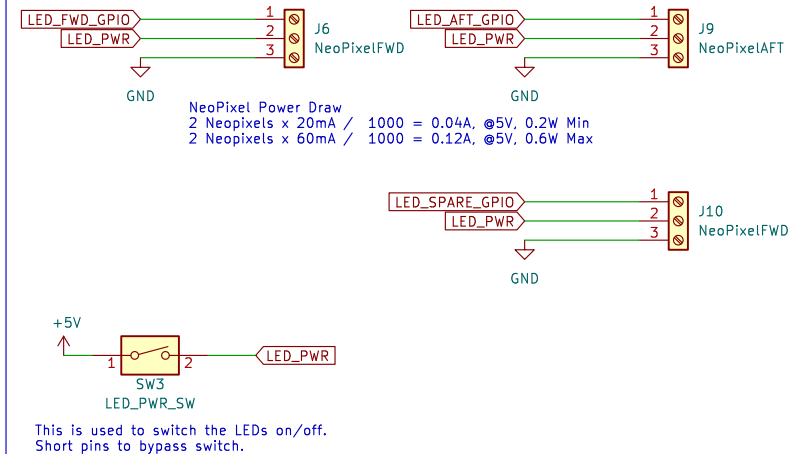 LED_FWD_GPIO
1
J6
LED_PWR
2
NeoPixelFWD
3
GND
LED_AFT_GPIO
1
J9
LED_PWR
2
NeoPixelAFT
3
GND
NeoPixel Power Draw
2 Neopixels x 20mA / 1000 = 0.04A, @5V, 0.2W Min
2 Neopixels x 60mA / 1000 = 0.12A, @5V, 0.6W Max
LED_SPARE_GPIO
1
J10
LED_PWR
2
NeoPixelFWD
3
GND
+5V
1
2
LED_PWR
SW3
LED_PWR_SW
This is used to switch the LEDs on/off.
Short pins to bypass switch.